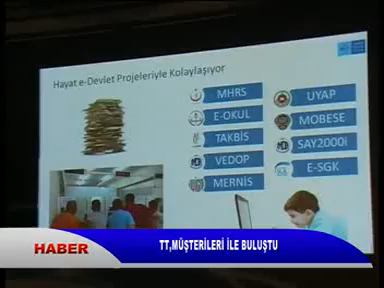 Hayat e-Devlet Projeleriyle Kolaylaşıyor
MHRS
E-OKUL
TAKBİS
VEDOP
MERNİS
UYAP
MOBESE
SAY2000i
E-SGK
HABER
TT,MÜŞTERİLERİ İLE BULUŞTU